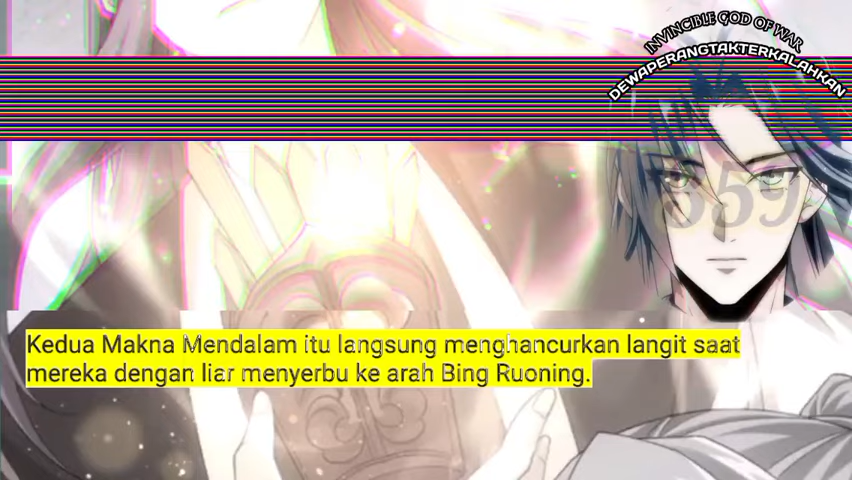 INVINCIBLE GOD OF WAR
DEWAPERANGTAKTERKALAHKAN
559
Kedua Makna Mendalam itu langsung menghancurkan langit saat
mereka dengan liar menyerbu ke arah Bing Ruoning.